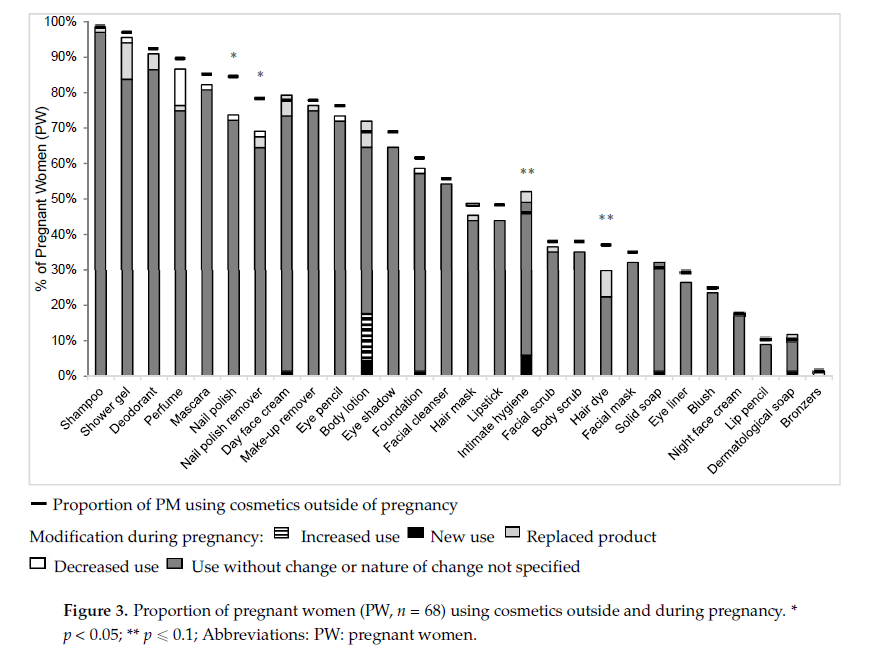 100%
90%
80%
70%
60%
50%
40%
30%
20%
10%
0%
% of Pregnant Women (PW)
*
*
**
**
Shampoo
Shower gel
Deodorant
Perfume
Mascara
Nail polish
Nail polish remover
Day face cream
Make-up remover
Eye pencil
Body lotion
Eye shadow
Foundation
Facial cleanser
Hair mask
Lipstick
Intimate hygiene
Facial scrub
Body scrub
Hair dye
Facial mask
Solid soap
Eye liner
Blush
Night face cream
Lip pencil
Dermatological soap
Bronzers
Proportion of PM using cosmetics outside of pregnancy
Modification during pregnancy: Increased use New use Replaced product
Decreased use Use without change or nature of change not specified
Figure 3. Proportion of pregnant women (PW, n = 68) using cosmetics outside and during pregnancy. *
p < 0.05; ** p ⩽ 0.1; Abbreviations: PW: pregnant women.